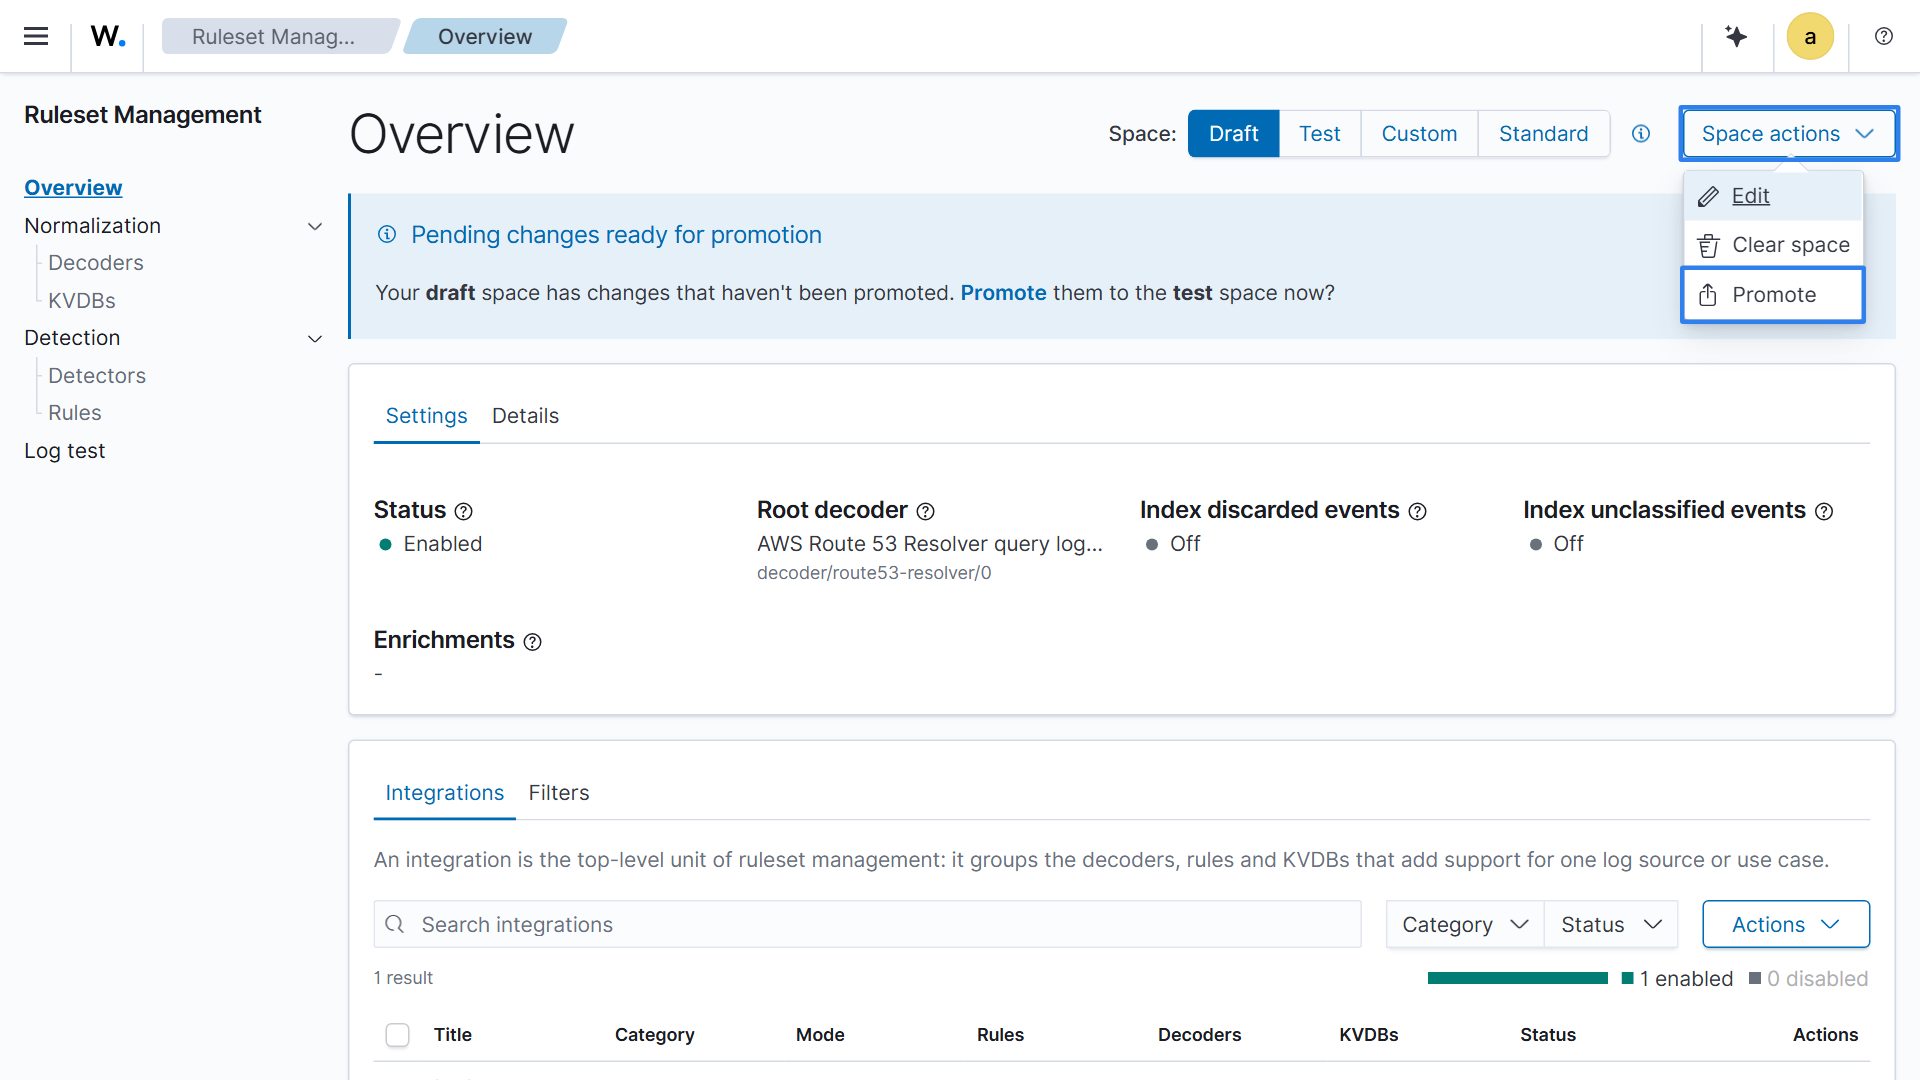 W.
Ruleset Manag...
Overview
a
Ruleset Management
Overview
Normalization
Decoders
KVDBs
Detection
Detectors
Rules
Log test
Overview
Space:
Draft
Test
Custom
Standard
Space actions
Edit
Clear space
Promote
Pending changes ready for promotion
Your draft space has changes that haven't been promoted. Promote them to the test space now?
Settings
Details
Status
Enabled
Root decoder
AWS Route 53 Resolver query log...
decoder/route53-resolver/0
Index discarded events
Off
Index unclassified events
Off
Enrichments
-
Integrations
Filters
An integration is the top-level unit of ruleset management: it groups the decoders, rules and KVDBs that add support for one log source or use case.
Search integrations
Category
Status
Actions
1 result
1 enabled
0 disabled
Title
Category
Mode
Rules
Decoders
KVDBs
Status
Actions